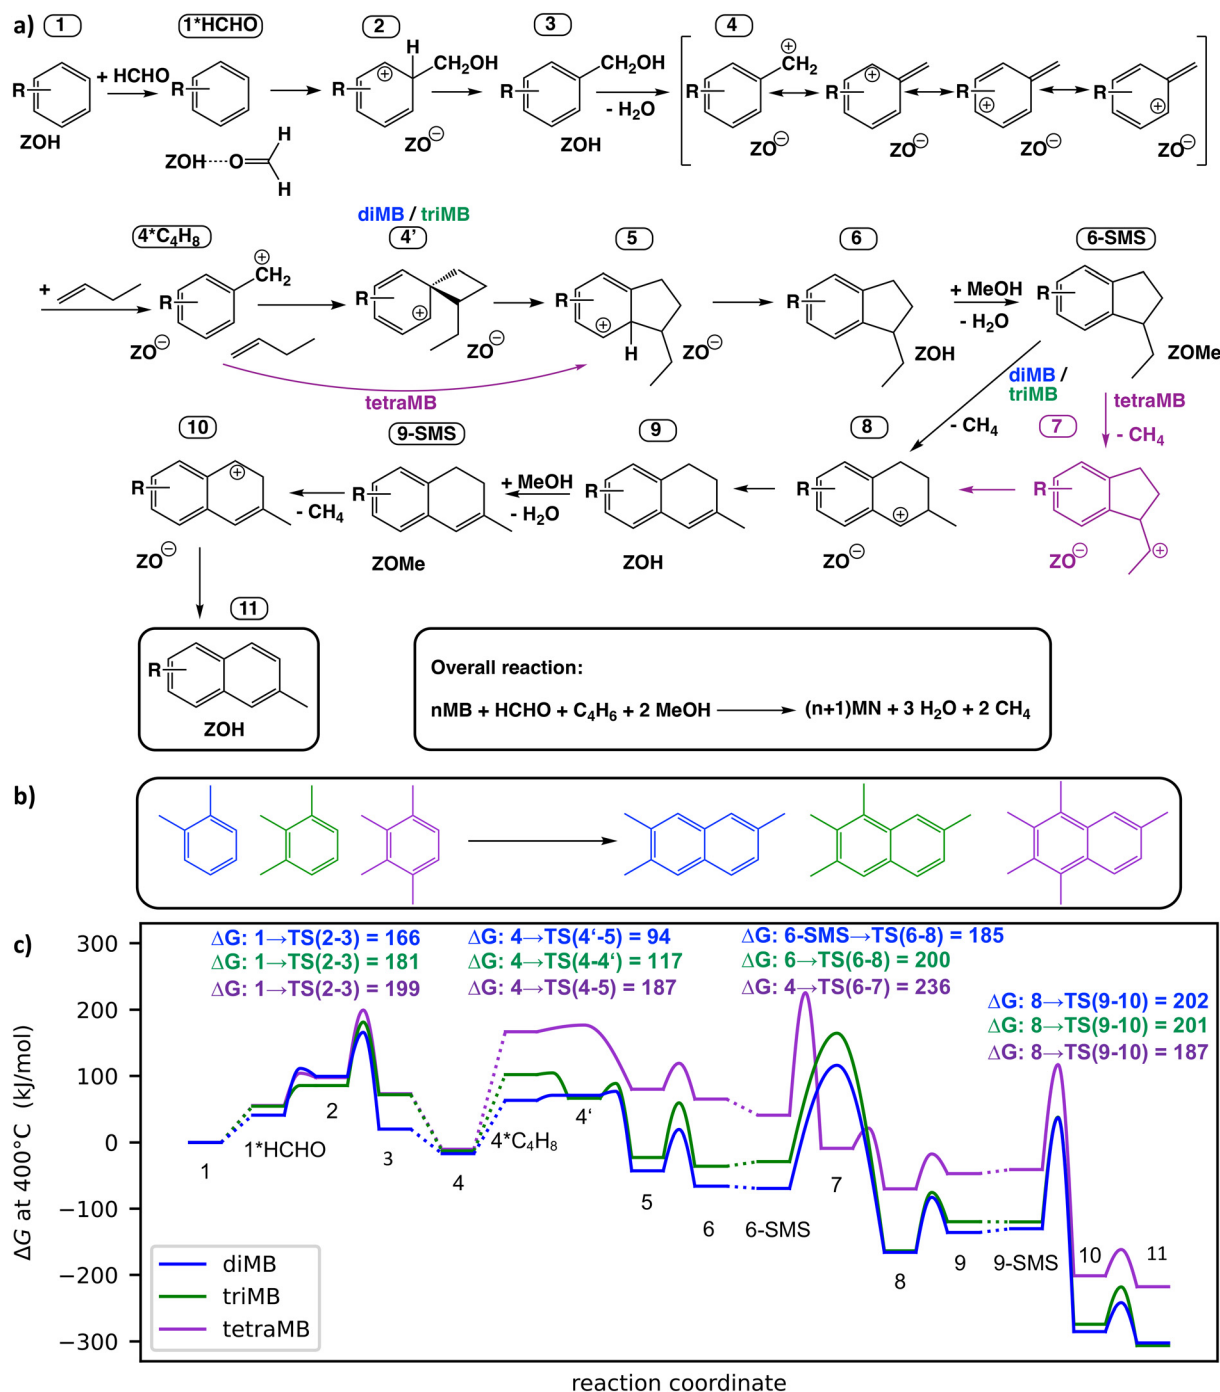 a) 1 1*HCHO 2 3 4
H
CH₂OH CH₂OH ⊕CH₂
R + HCHO R R ⊕ R - H₂O R R ⊕ R ⊕ R ⊕
ZOH ZO⊖ ZOH ZO⊖ ZO⊖ ZO⊖ ZO⊖
ZOH O H
H
diMB / triMB
4*C₄H₈ 4' 5 6 6-SMS
+ ⊕CH₂
R R ⊕ R ⊕ R + MeOH R
- H₂O
ZO⊖ ZO⊖ H ZO⊖ ZOH ZOMe
tetraMB
diMB /
triMB tetraMB
10 9-SMS 9 8 - CH₄ 7 - CH₄
R ⊕ R + MeOH R R ⊕ R ⊕
- CH₄ - H₂O
ZO⊖ ZOMe ZOH ZO⊖ ZO⊖
11
R
ZOH
Overall reaction:
nMB + HCHO + C₄H₆ + 2 MeOH (n+1)MN + 3 H₂O + 2 CH₄
b)
c)
ΔG: 1→TS(2-3) = 166
ΔG: 1→TS(2-3) = 181
ΔG: 1→TS(2-3) = 199
ΔG: 4→TS(4‘-5) = 94
ΔG: 4→TS(4-4‘) = 117
ΔG: 4→TS(4-5) = 187
ΔG: 6-SMS→TS(6-8) = 185
ΔG: 6→TS(6-8) = 200
ΔG: 4→TS(6-7) = 236
ΔG: 8→TS(9-10) = 202
ΔG: 8→TS(9-10) = 201
ΔG: 8→TS(9-10) = 187
ΔG at 400°C (kJ/mol)
300
200
100
0
−100
−200
−300
1
1*HCHO
2
3
4
4*C₄H₈
4‘
5
6
6-SMS
7
8
9
9-SMS
10
11
diMB
triMB
tetraMB
reaction coordinate